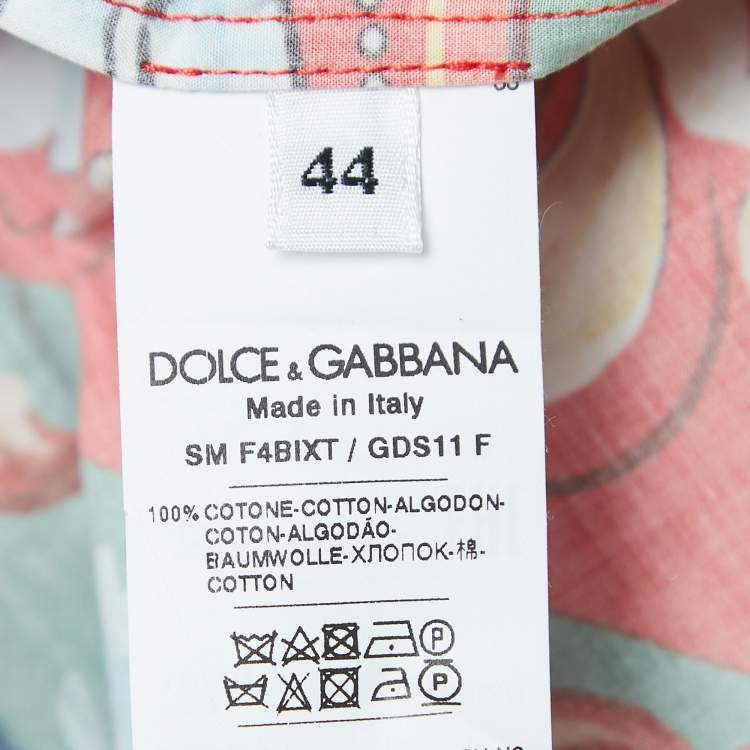 44
DOLCE & GABBANA
Made in Italy
SM F4BIXT / GDS11 F
100% COTONE-COTTON-ALGODON-
COTON-ALGODÃO-
BAUMWOLLE-ХЛОПОК-棉-
COTTON
P
P